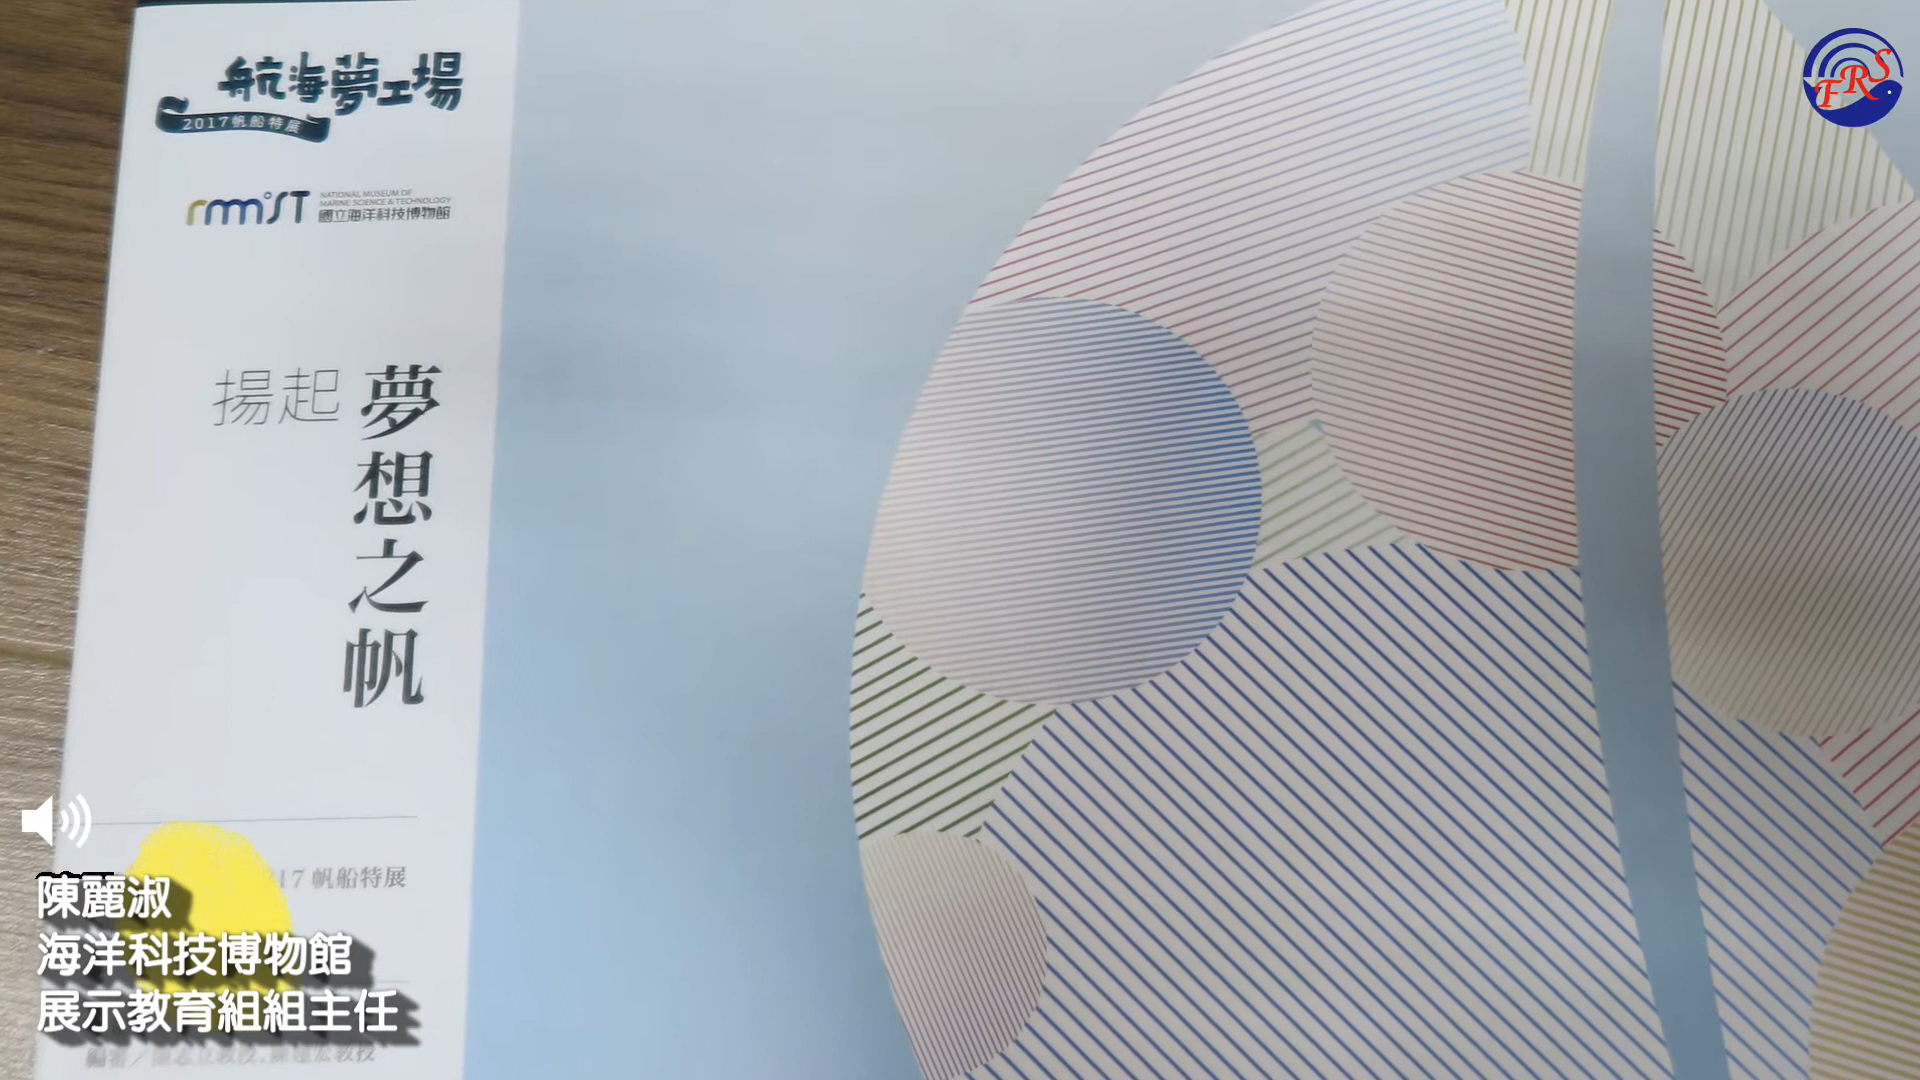 航海夢工場
2017帆船特展
nmmST
NATIONAL MUSEUM OF
MARINE SCIENCE & TECHNOLOGY
國立海洋科技博物館
揚起
夢想之帆
17 帆船特展
陳麗淑
海洋科技博物館
展示教育組組主任
FRS